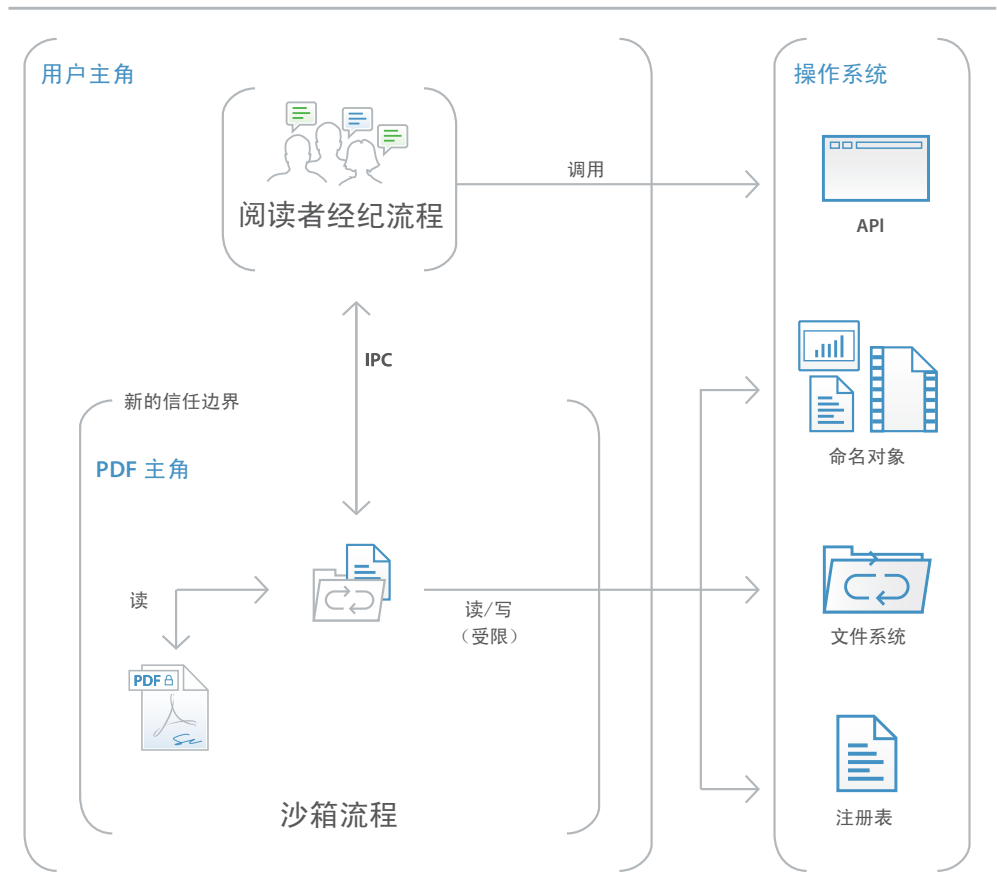 用户主角
操作系统
调用
阅读者经纪流程
API
IPC
新的信任边界
命名对象
PDF 主角
读
读/写
（受限）
文件系统
PDF
沙箱流程
注册表